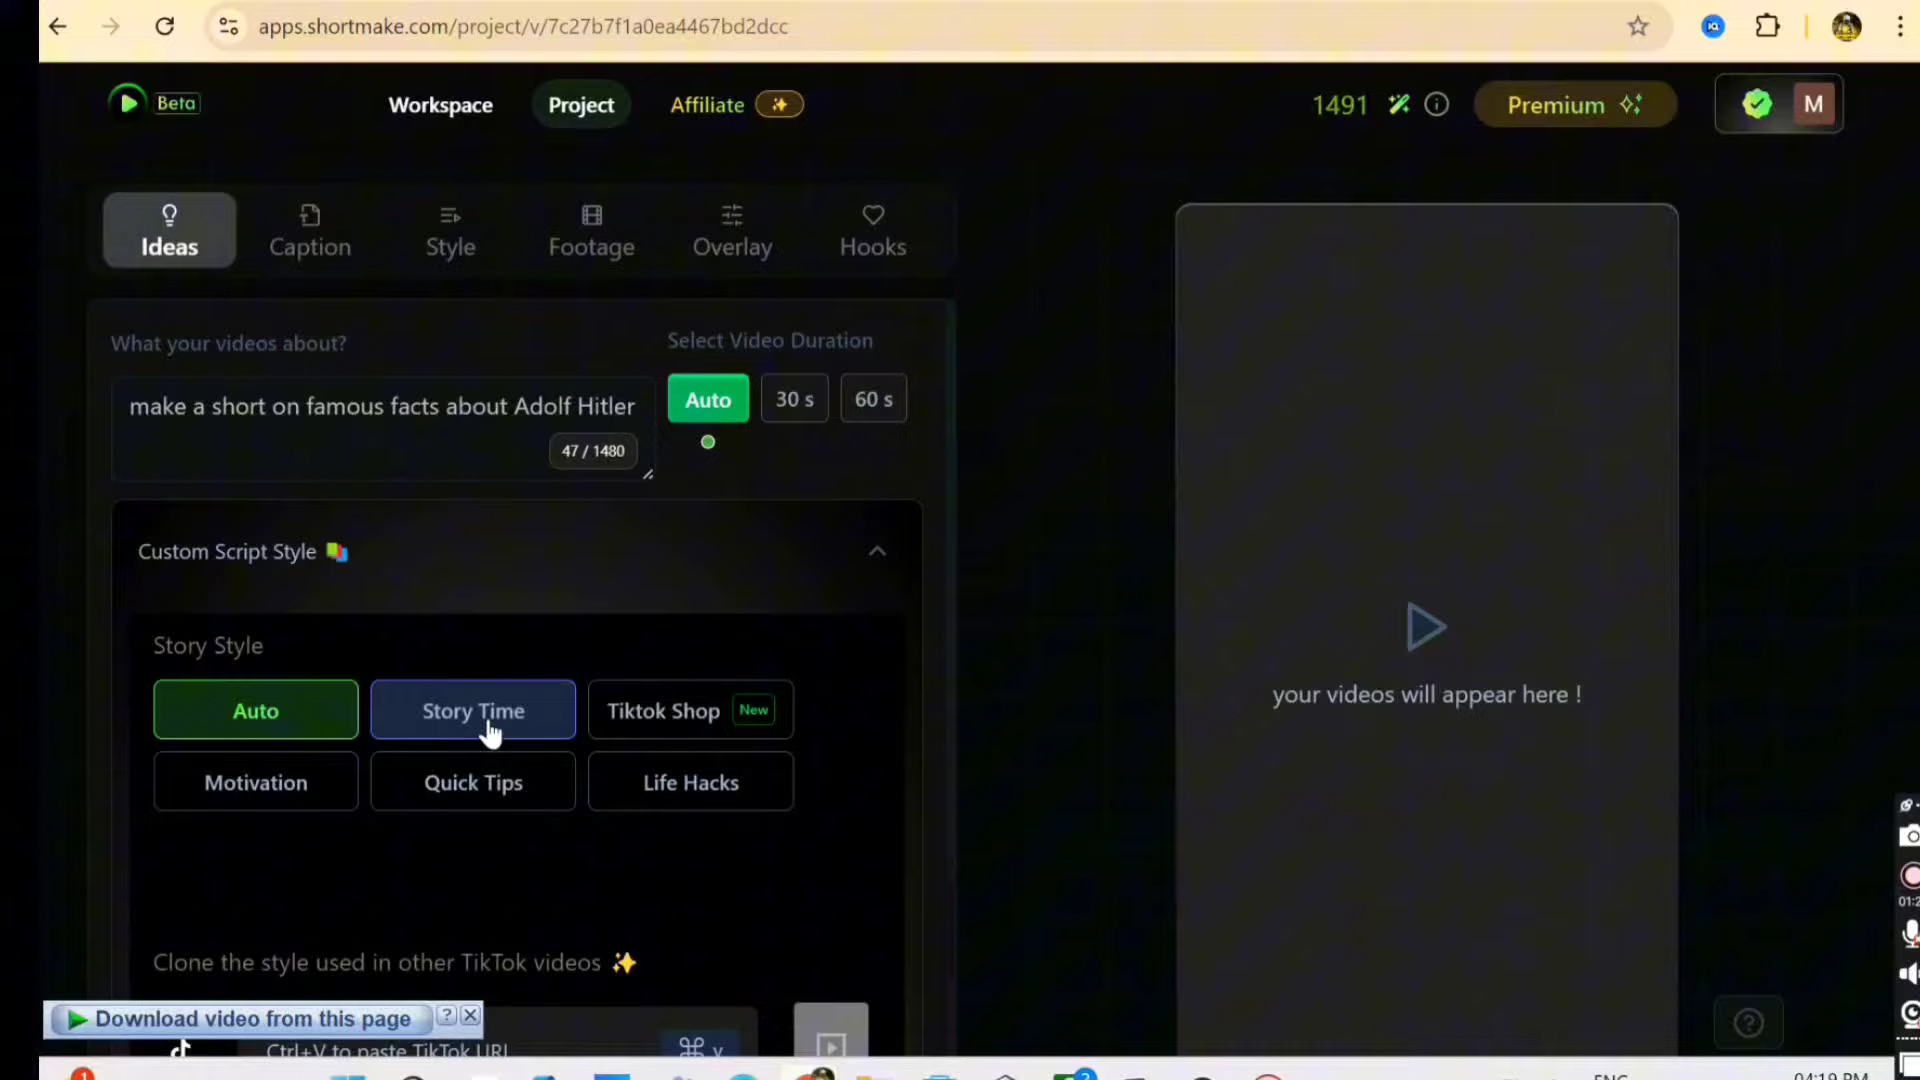 apps.shortmake.com/project/v/7c27b7f1a0ea4467bd2dcc
Beta
Workspace
Project
Affiliate
1491
Premium
M
Ideas
Caption
Style
Footage
Overlay
Hooks
What your videos about?
Select Video Duration
make a short on famous facts about Adolf Hitler
Auto
30 s
60 s
47 / 1480
Custom Script Style
Story Style
Auto
Story Time
Tiktok Shop New
Motivation
Quick Tips
Life Hacks
your videos will appear here !
Clone the style used in other TikTok videos
Download video from this page
Ctrl+V to paste TikTok URL
⌘ v
ENG
04:19 PM